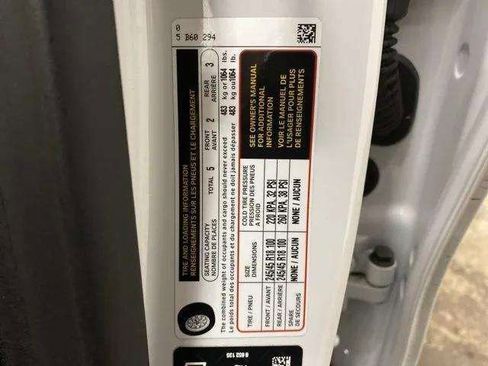 0
5 B60 294
TIRE AND LOADING INFORMATION
RENSEIGNEMENTS SUR LES PNEUS ET LE CHARGEMENT
SEATING CAPACITY
NOMBRE DE PLACES
TOTAL 5
FRONT
AVANT
2
REAR
ARRIÈRE
3
The combined weight of occupants and cargo should never exceed 483 kg or 1064 lbs.
Le poids total des occupants et du chargement ne doit jamais dépasser 483 kg ou 1064 lb.
TIRE / PNEU
SIZE
DIMENSIONS
COLD TIRE PRESSURE
PRESSION DES PNEUS
A FROID
FRONT / AVANT 245/45 R18 100 220 KPA, 32 PSI
REAR / ARRIÈRE 245/45 R18 100 260 KPA, 38 PSI
SPARE
DE SECOURS
NONE / AUCUN NONE / AUCUN
SEE OWNER'S MANUAL
FOR ADDITIONAL
INFORMATION
VOIR LE MANUEL DE
L'USAGER POUR PLUS
DE RENSEIGNEMENTS